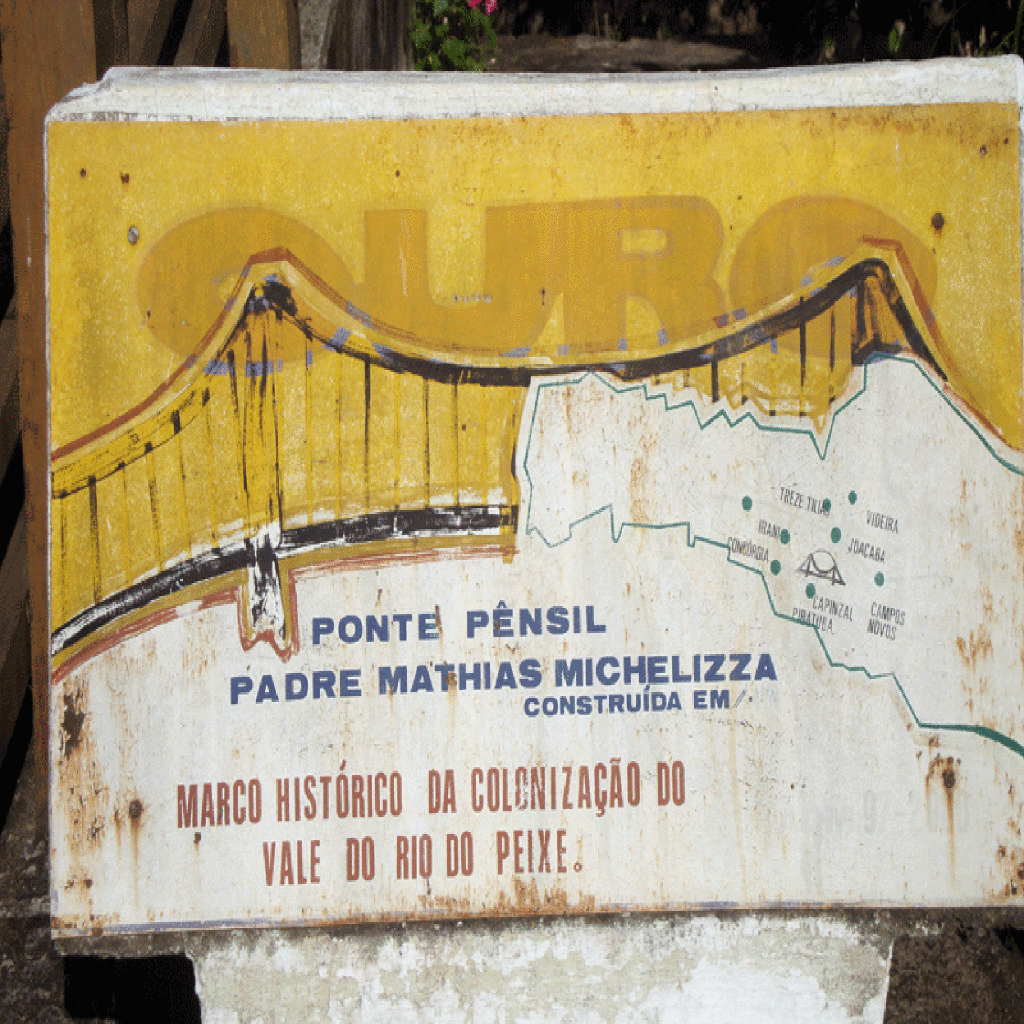 OURO
TREZE TILIAS
VIDEIRA
IRANI
JOAÇABA
CONCÓRDIA
CAPINZAL
CAMPOS
NOVOS
PIRATUBA
PONTE PÊNSIL
PADRE MATHIAS MICHELIZZA
CONSTRUÍDA EM
MARCO HISTÓRICO DA COLONIZAÇÃO DO
VALE DO RIO DO PEIXE.